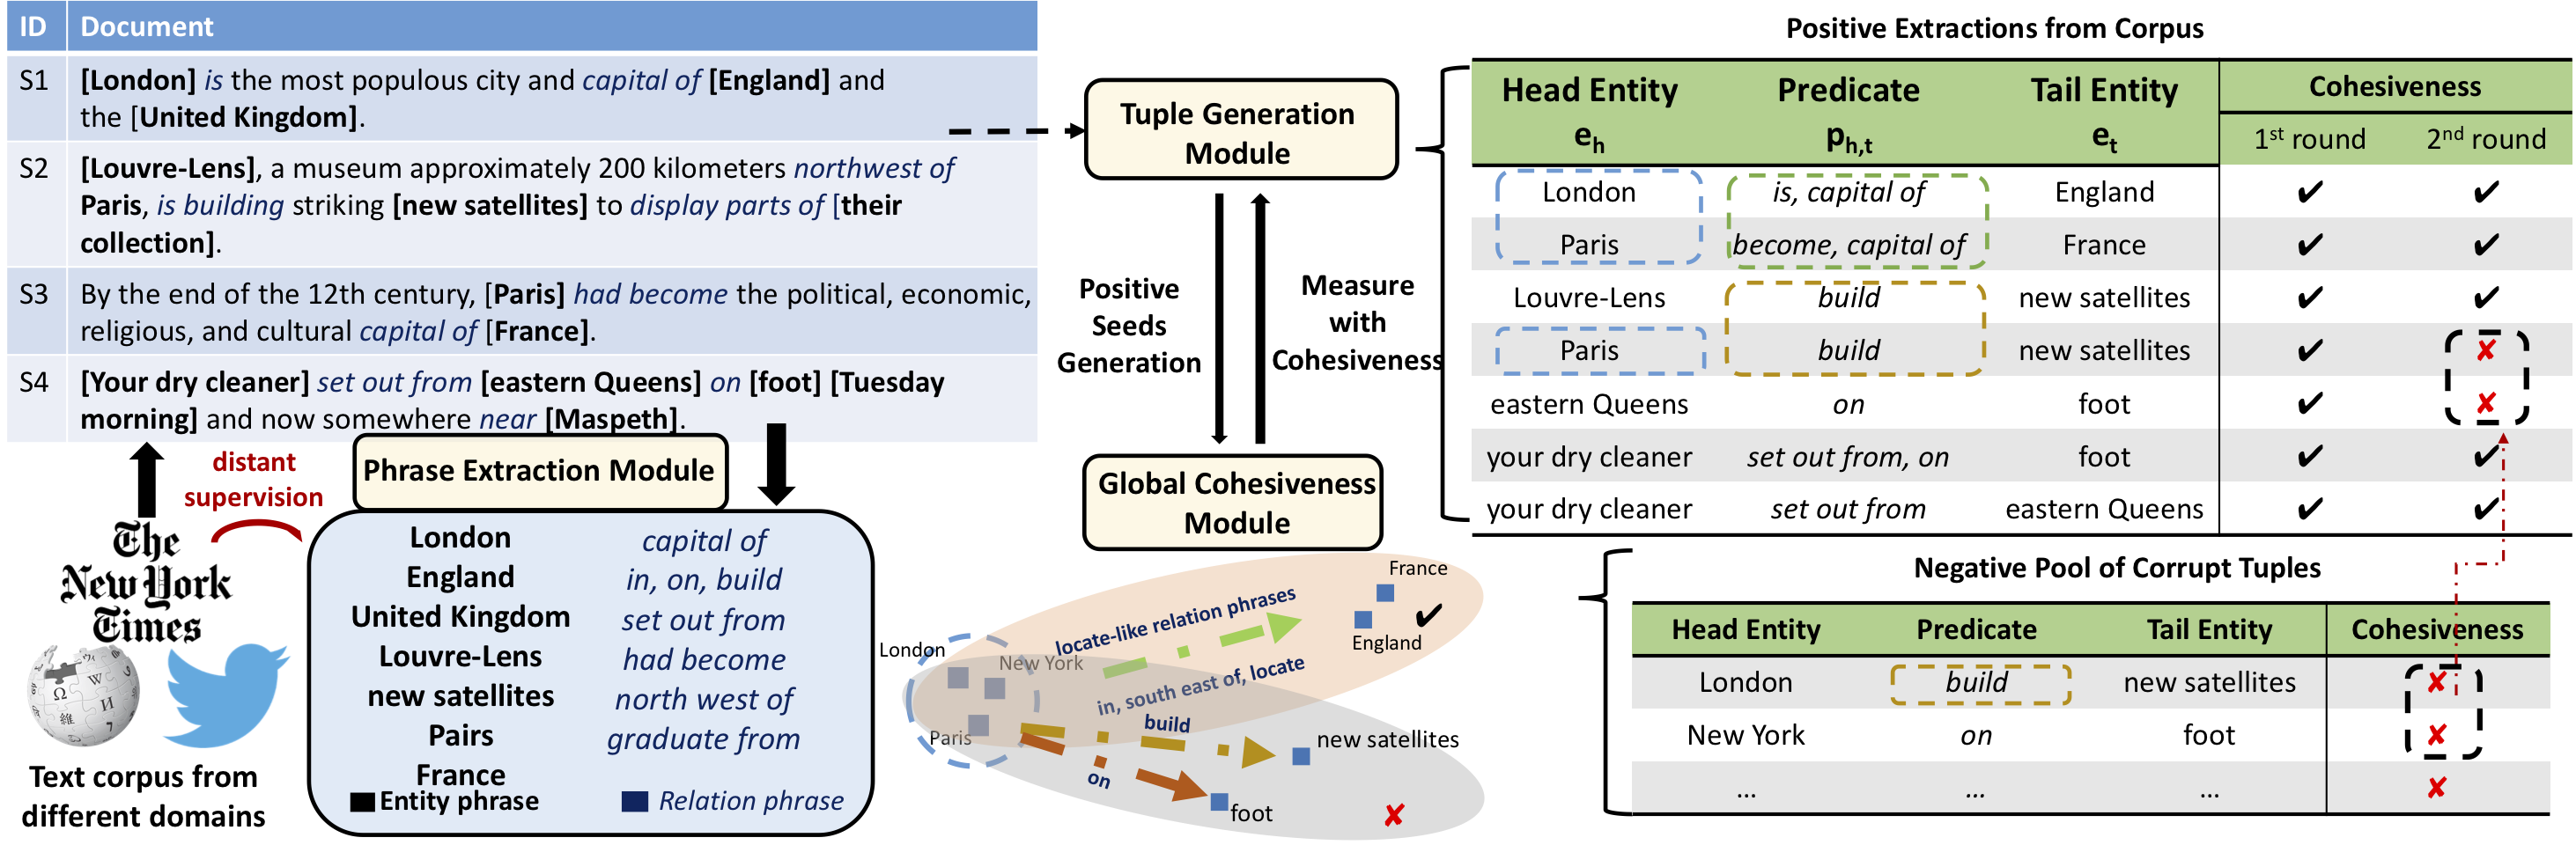 ID Document
S1 [London] is the most populous city and capital of [England] and
the [United Kingdom].
S2 [Louvre-Lens], a museum approximately 200 kilometers northwest of
Paris, is building striking [new satellites] to display parts of [their
collection].
S3 By the end of the 12th century, [Paris] had become the political, economic,
religious, and cultural capital of [France].
S4 [Your dry cleaner] set out from [eastern Queens] on [foot] [Tuesday
morning] and now somewhere near [Maspeth].
distant
supervision
Phrase Extraction Module
The
New York
Times
Ω
W
И
維
Text corpus from
different domains
London capital of
England in, on, build
United Kingdom set out from
Louvre-Lens had become
new satellites north west of
Pairs graduate from
France
Entity phrase Relation phrase
Tuple Generation
Module
Positive
Seeds
Generation
Measure
with
Cohesiveness
Global Cohesiveness
Module
France
England
London
New York
Paris
locate-like relation phrases
in, south east of, locate
build
on
new satellites
foot
Positive Extractions from Corpus
Head Entity Predicate Tail Entity Cohesiveness
eh ph,t et 1st round 2nd round
London is, capital of England ✔ ✔
Paris become, capital of France ✔ ✔
Louvre-Lens build new satellites ✔ ✔
Paris build new satellites ✔ ✘
eastern Queens on foot ✔ ✘
your dry cleaner set out from, on foot ✔ ✔
your dry cleaner set out from eastern Queens ✔ ✔
Negative Pool of Corrupt Tuples
Head Entity Predicate Tail Entity Cohesiveness
London build new satellites ✘
New York on foot ✘
... ... ... ✘